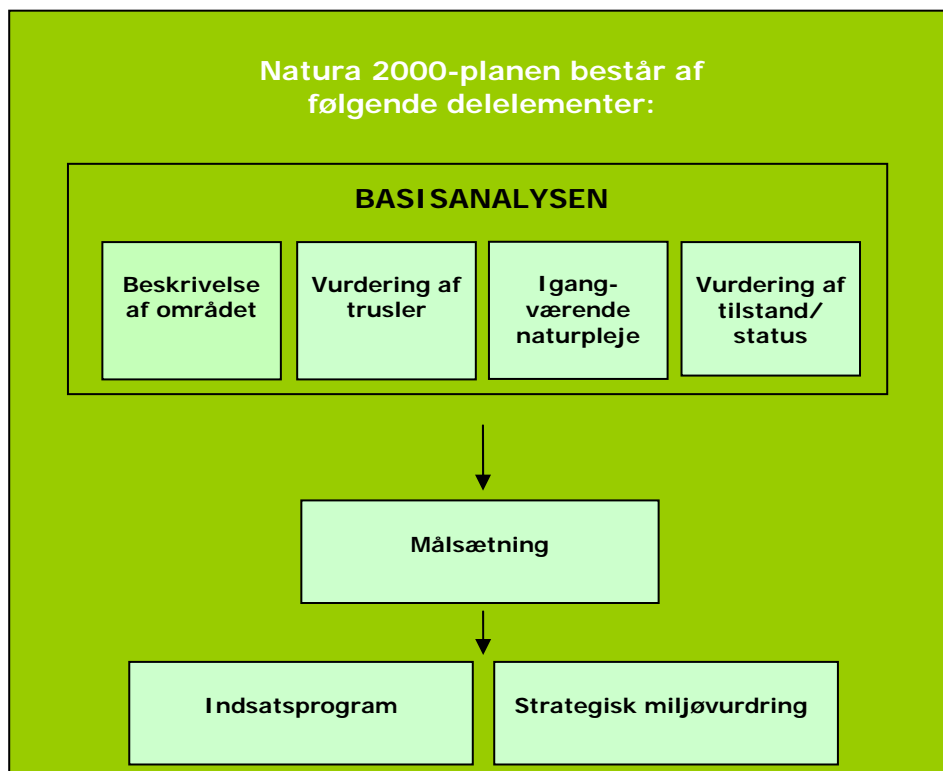 Natura 2000-planen består af
følgende delelementer:
BASISANALYSEN
Beskrivelse
af området
Vurdering af
trusler
Igang-
værende
naturpleje
Vurdering af
tilstand/
status
Målsætning
Indsatsprogram
Strategisk miljøvurdring